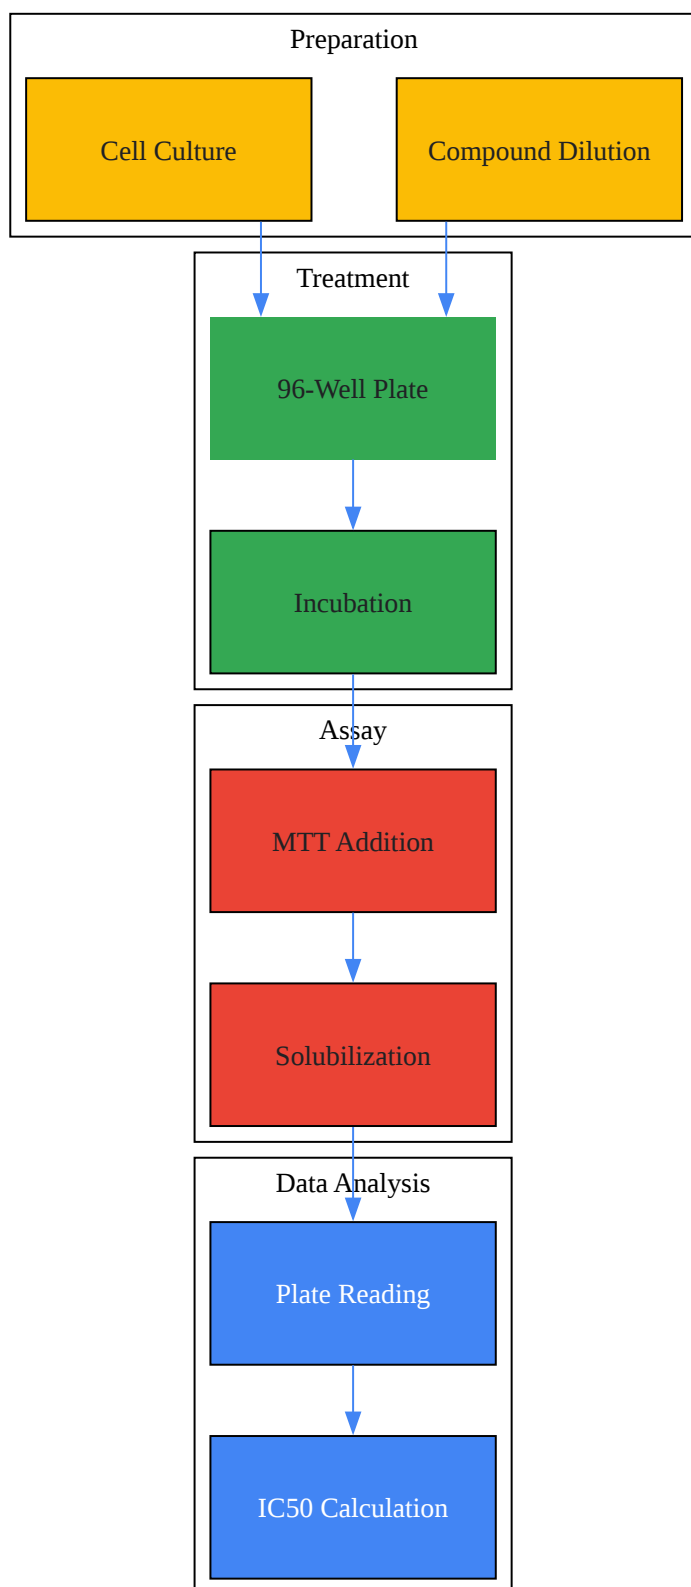 Preparation
Cell Culture
Compound Dilution
Treatment
96-Well Plate
Incubation
Assay
MTT Addition
Solubilization
Data Analysis
Plate Reading
IC50 Calculation